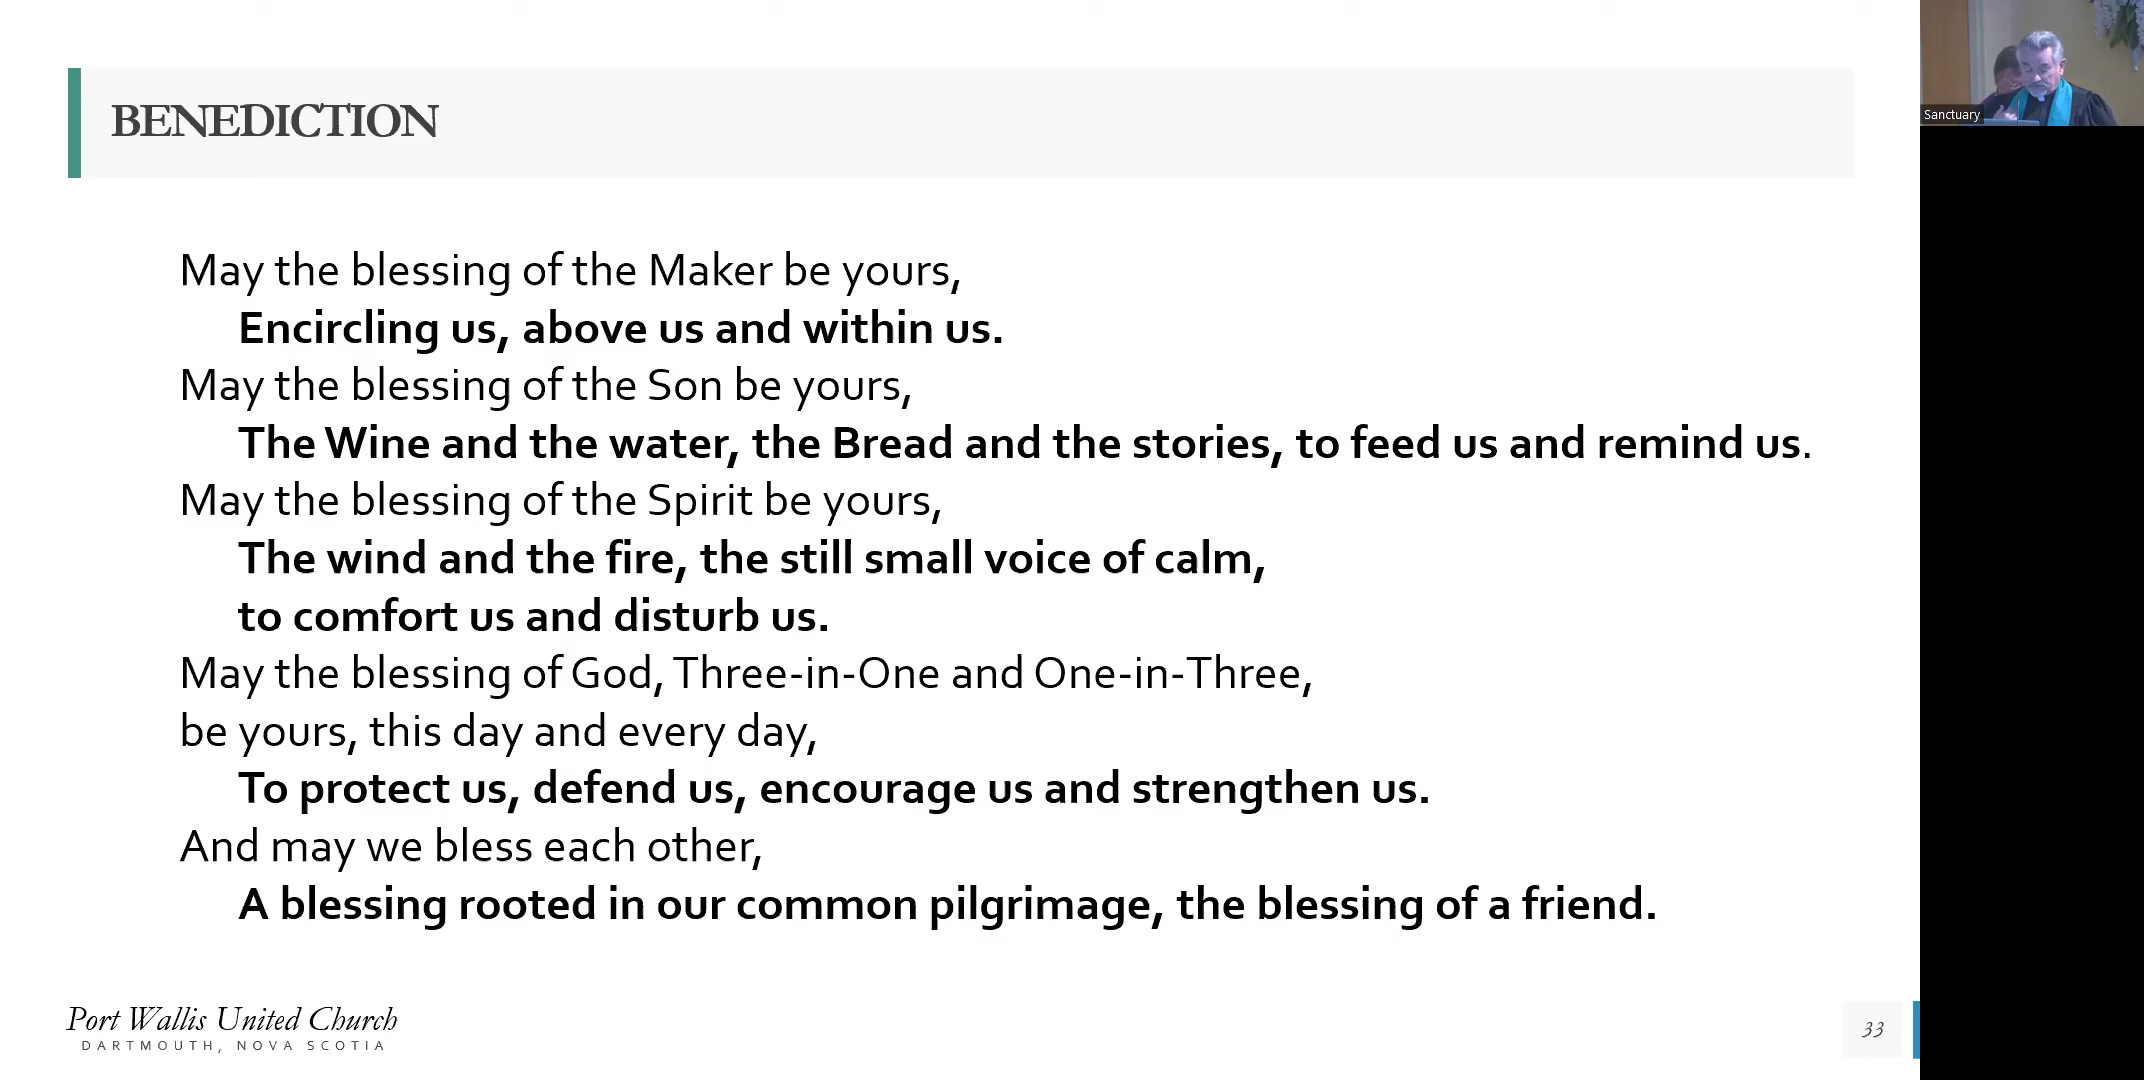 BENEDICTION
May the blessing of the Maker be yours,
Encircling us, above us and within us.
May the blessing of the Son be yours,
The Wine and the water, the Bread and the stories, to feed us and remind us.
May the blessing of the Spirit be yours,
The wind and the fire, the still small voice of calm,
to comfort us and disturb us.
May the blessing of God, Three-in-One and One-in-Three,
be yours, this day and every day,
To protect us, defend us, encourage us and strengthen us.
And may we bless each other,
A blessing rooted in our common pilgrimage, the blessing of a friend.
Port Wallis United Church
DARTMOUTH, NOVA SCOTIA
33
Sanctuary